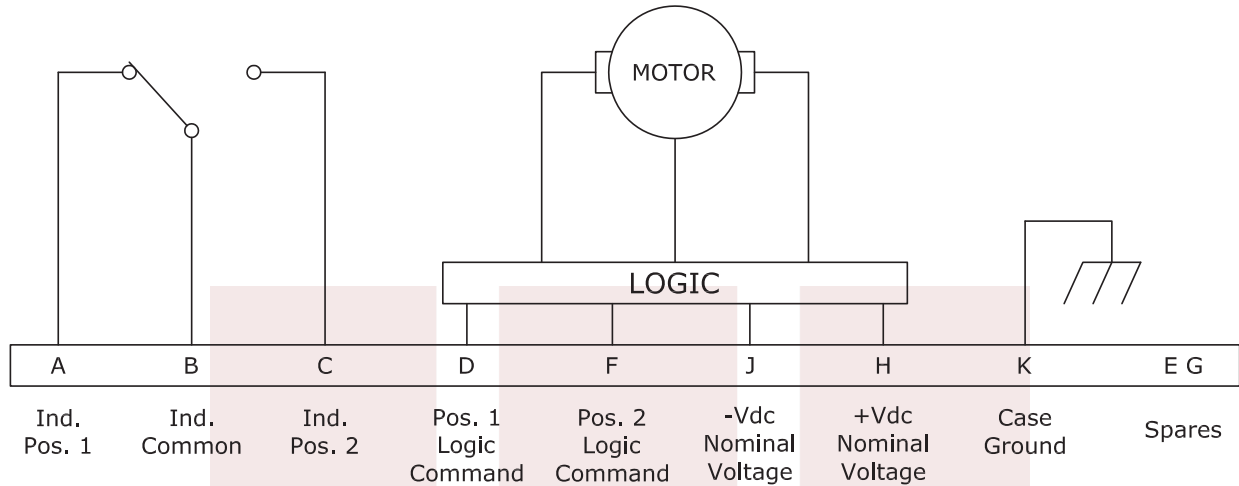 MOTOR
LOGIC
A B C D F J H K E G
Ind.
Pos. 1
Ind.
Common
Ind.
Pos. 2
Pos. 1
Logic
Command
Pos. 2
Logic
Command
-Vdc
Nominal
Voltage
+Vdc
Nominal
Voltage
Case
Ground
Spares